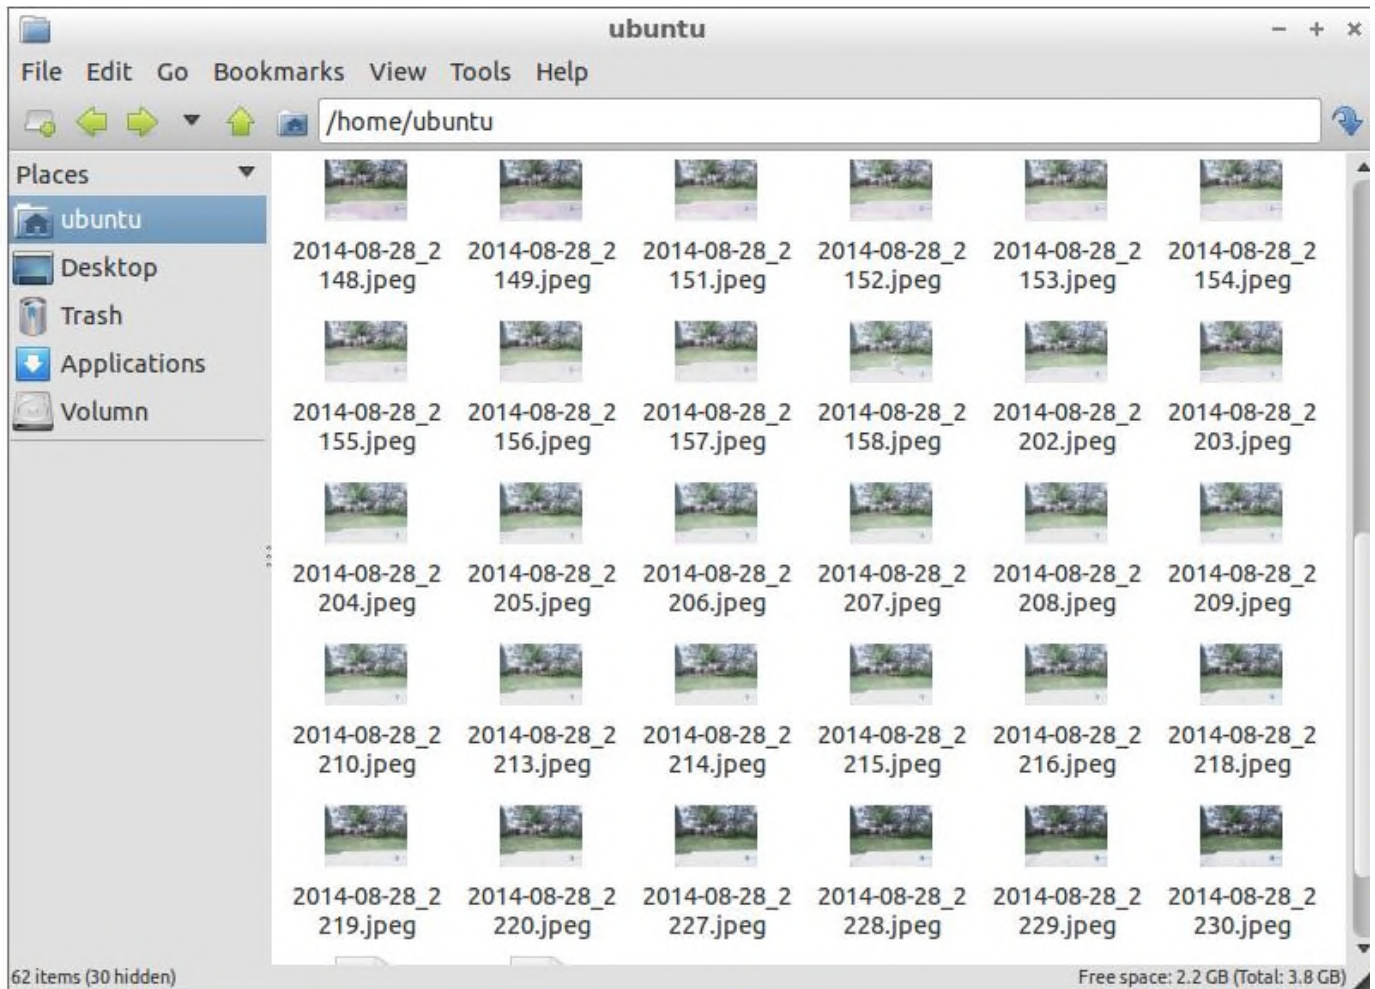 ubuntu
File Edit Go Bookmarks View Tools Help
/home/ubuntu
Places
ubuntu
Desktop
Trash
Applications
Volumn
2014-08-28_2 2014-08-28_2 2014-08-28_2 2014-08-28_2 2014-08-28_2 2014-08-28_2
148.jpeg 149.jpeg 151.jpeg 152.jpeg 153.jpeg 154.jpeg
2014-08-28_2 2014-08-28_2 2014-08-28_2 2014-08-28_2 2014-08-28_2 2014-08-28_2
155.jpeg 156.jpeg 157.jpeg 158.jpeg 202.jpeg 203.jpeg
2014-08-28_2 2014-08-28_2 2014-08-28_2 2014-08-28_2 2014-08-28_2 2014-08-28_2
204.jpeg 205.jpeg 206.jpeg 207.jpeg 208.jpeg 209.jpeg
2014-08-28_2 2014-08-28_2 2014-08-28_2 2014-08-28_2 2014-08-28_2 2014-08-28_2
210.jpeg 213.jpeg 214.jpeg 215.jpeg 216.jpeg 218.jpeg
2014-08-28_2 2014-08-28_2 2014-08-28_2 2014-08-28_2 2014-08-28_2 2014-08-28_2
219.jpeg 220.jpeg 227.jpeg 228.jpeg 229.jpeg 230.jpeg
62 items (30 hidden) Free space: 2.2 GB (Total: 3.8 GB)